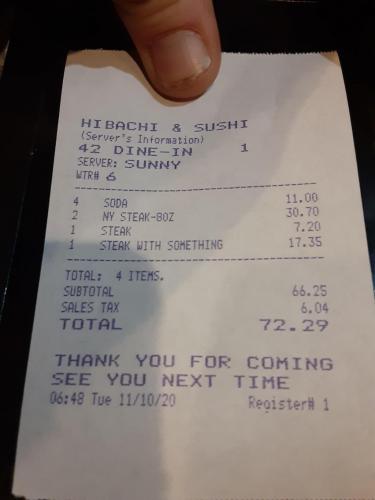 HIBACHI & SUSHI
(Server's Information)
42 DINE-IN 1
SERVER: SUNNY
WTR# 6
4 SODA 11.00
2 NY STEAK-8OZ 30.70
1 STEAK 7.20
1 STEAK WITH SOMETHING 17.35
TOTAL: 4 ITEMS.
SUBTOTAL 66.25
SALES TAX 6.04
TOTAL 72.29
THANK YOU FOR COMING
SEE YOU NEXT TIME
06:48 Tue 11/10/20 Register# 1